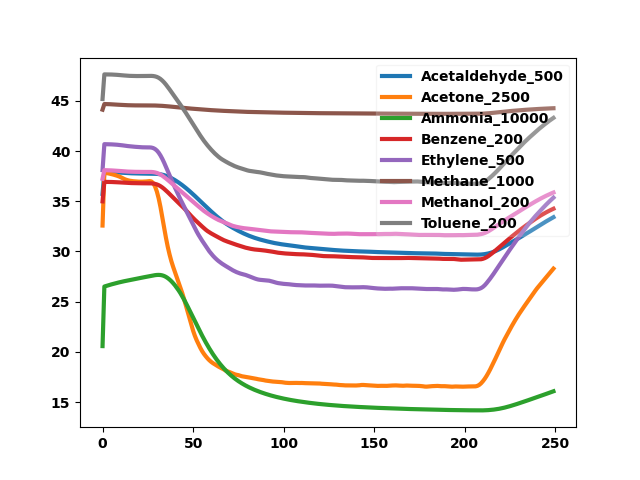 Acetaldehyde_500
Acetone_2500
Ammonia_10000
Benzene_200
Ethylene_500
Methane_1000
Methanol_200
Toluene_200
45
40
35
30
25
20
15
0 50 100 150 200 250